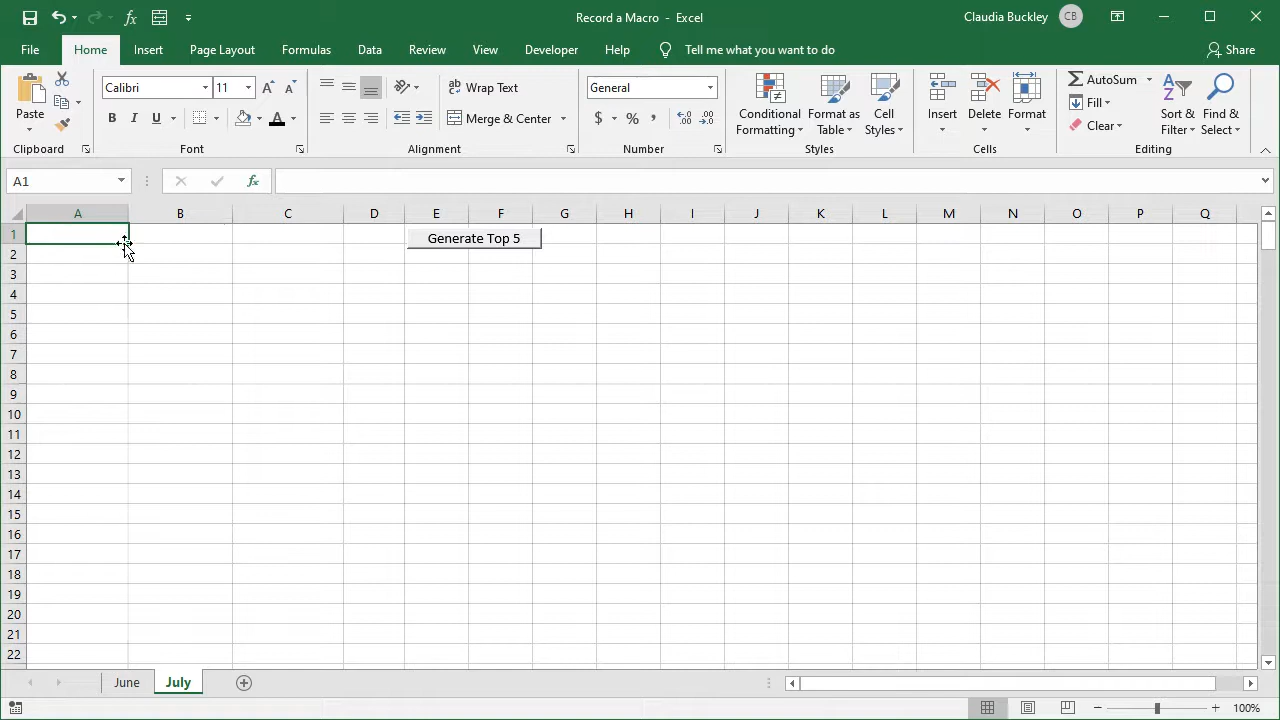 Record a Macro - Excel
Claudia Buckley CB
File Home Insert Page Layout Formulas Data Review View Developer Help Tell me what you want to do Share
Calibri 11 General AutoSum
Wrap Text
Fill
Paste B I U A Merge & Center $ % , Conditional Formatting Format as Table Cell Styles Insert Delete Format Clear Sort & Filter Find & Select
Clipboard Font Alignment Number Styles Cells Editing
A1 fx
A B C D E F G H I J K L M N O P Q
1 Generate Top 5
2
3
4
5
6
7
8
9
10
11
12
13
14
15
16
17
18
19
20
21
22
June July
100%